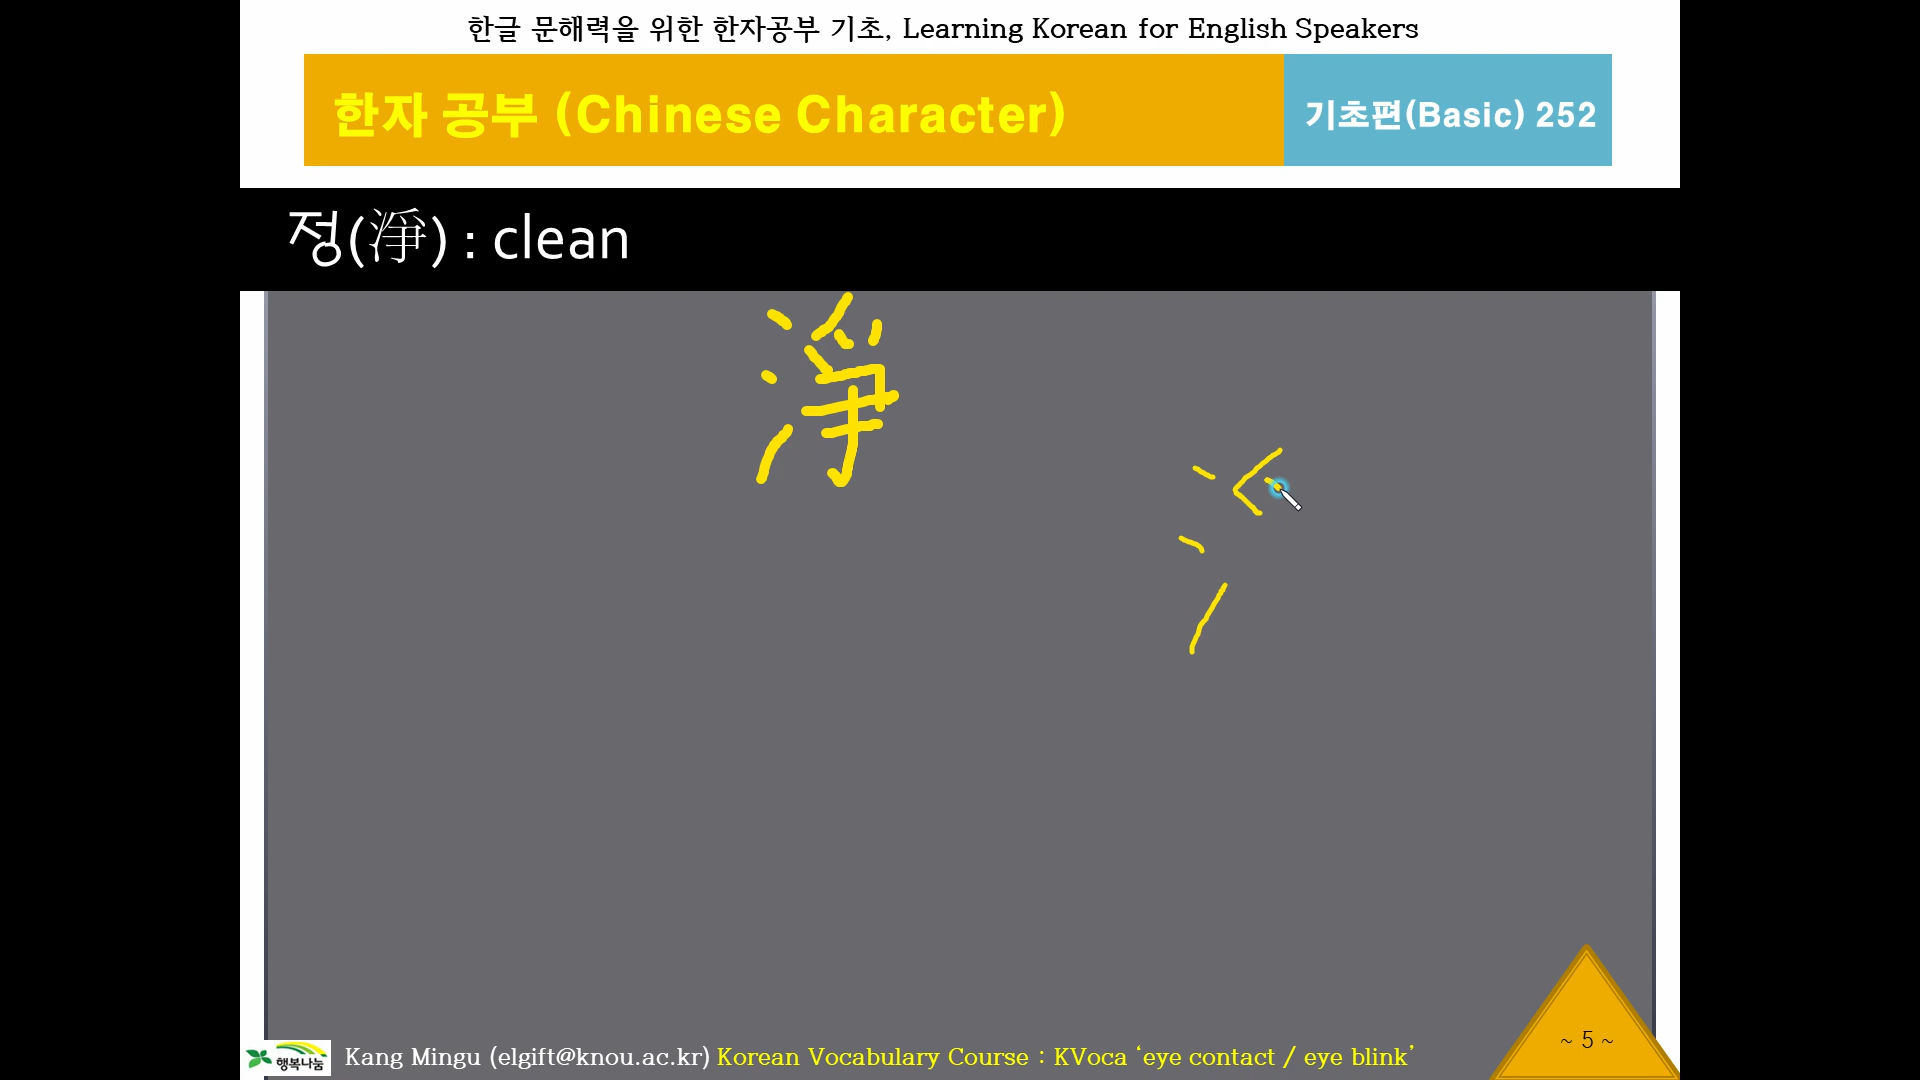 한글 문해력을 위한 한자공부 기초, Learning Korean for English Speakers
한자 공부 (Chinese Character)
기초편(Basic) 252
정(淨) : clean
淨
~ 5 ~
행복나눔
Kang Mingu (elgift@knou.ac.kr) Korean Vocabulary Course : KVoca ‘eye contact / eye blink’